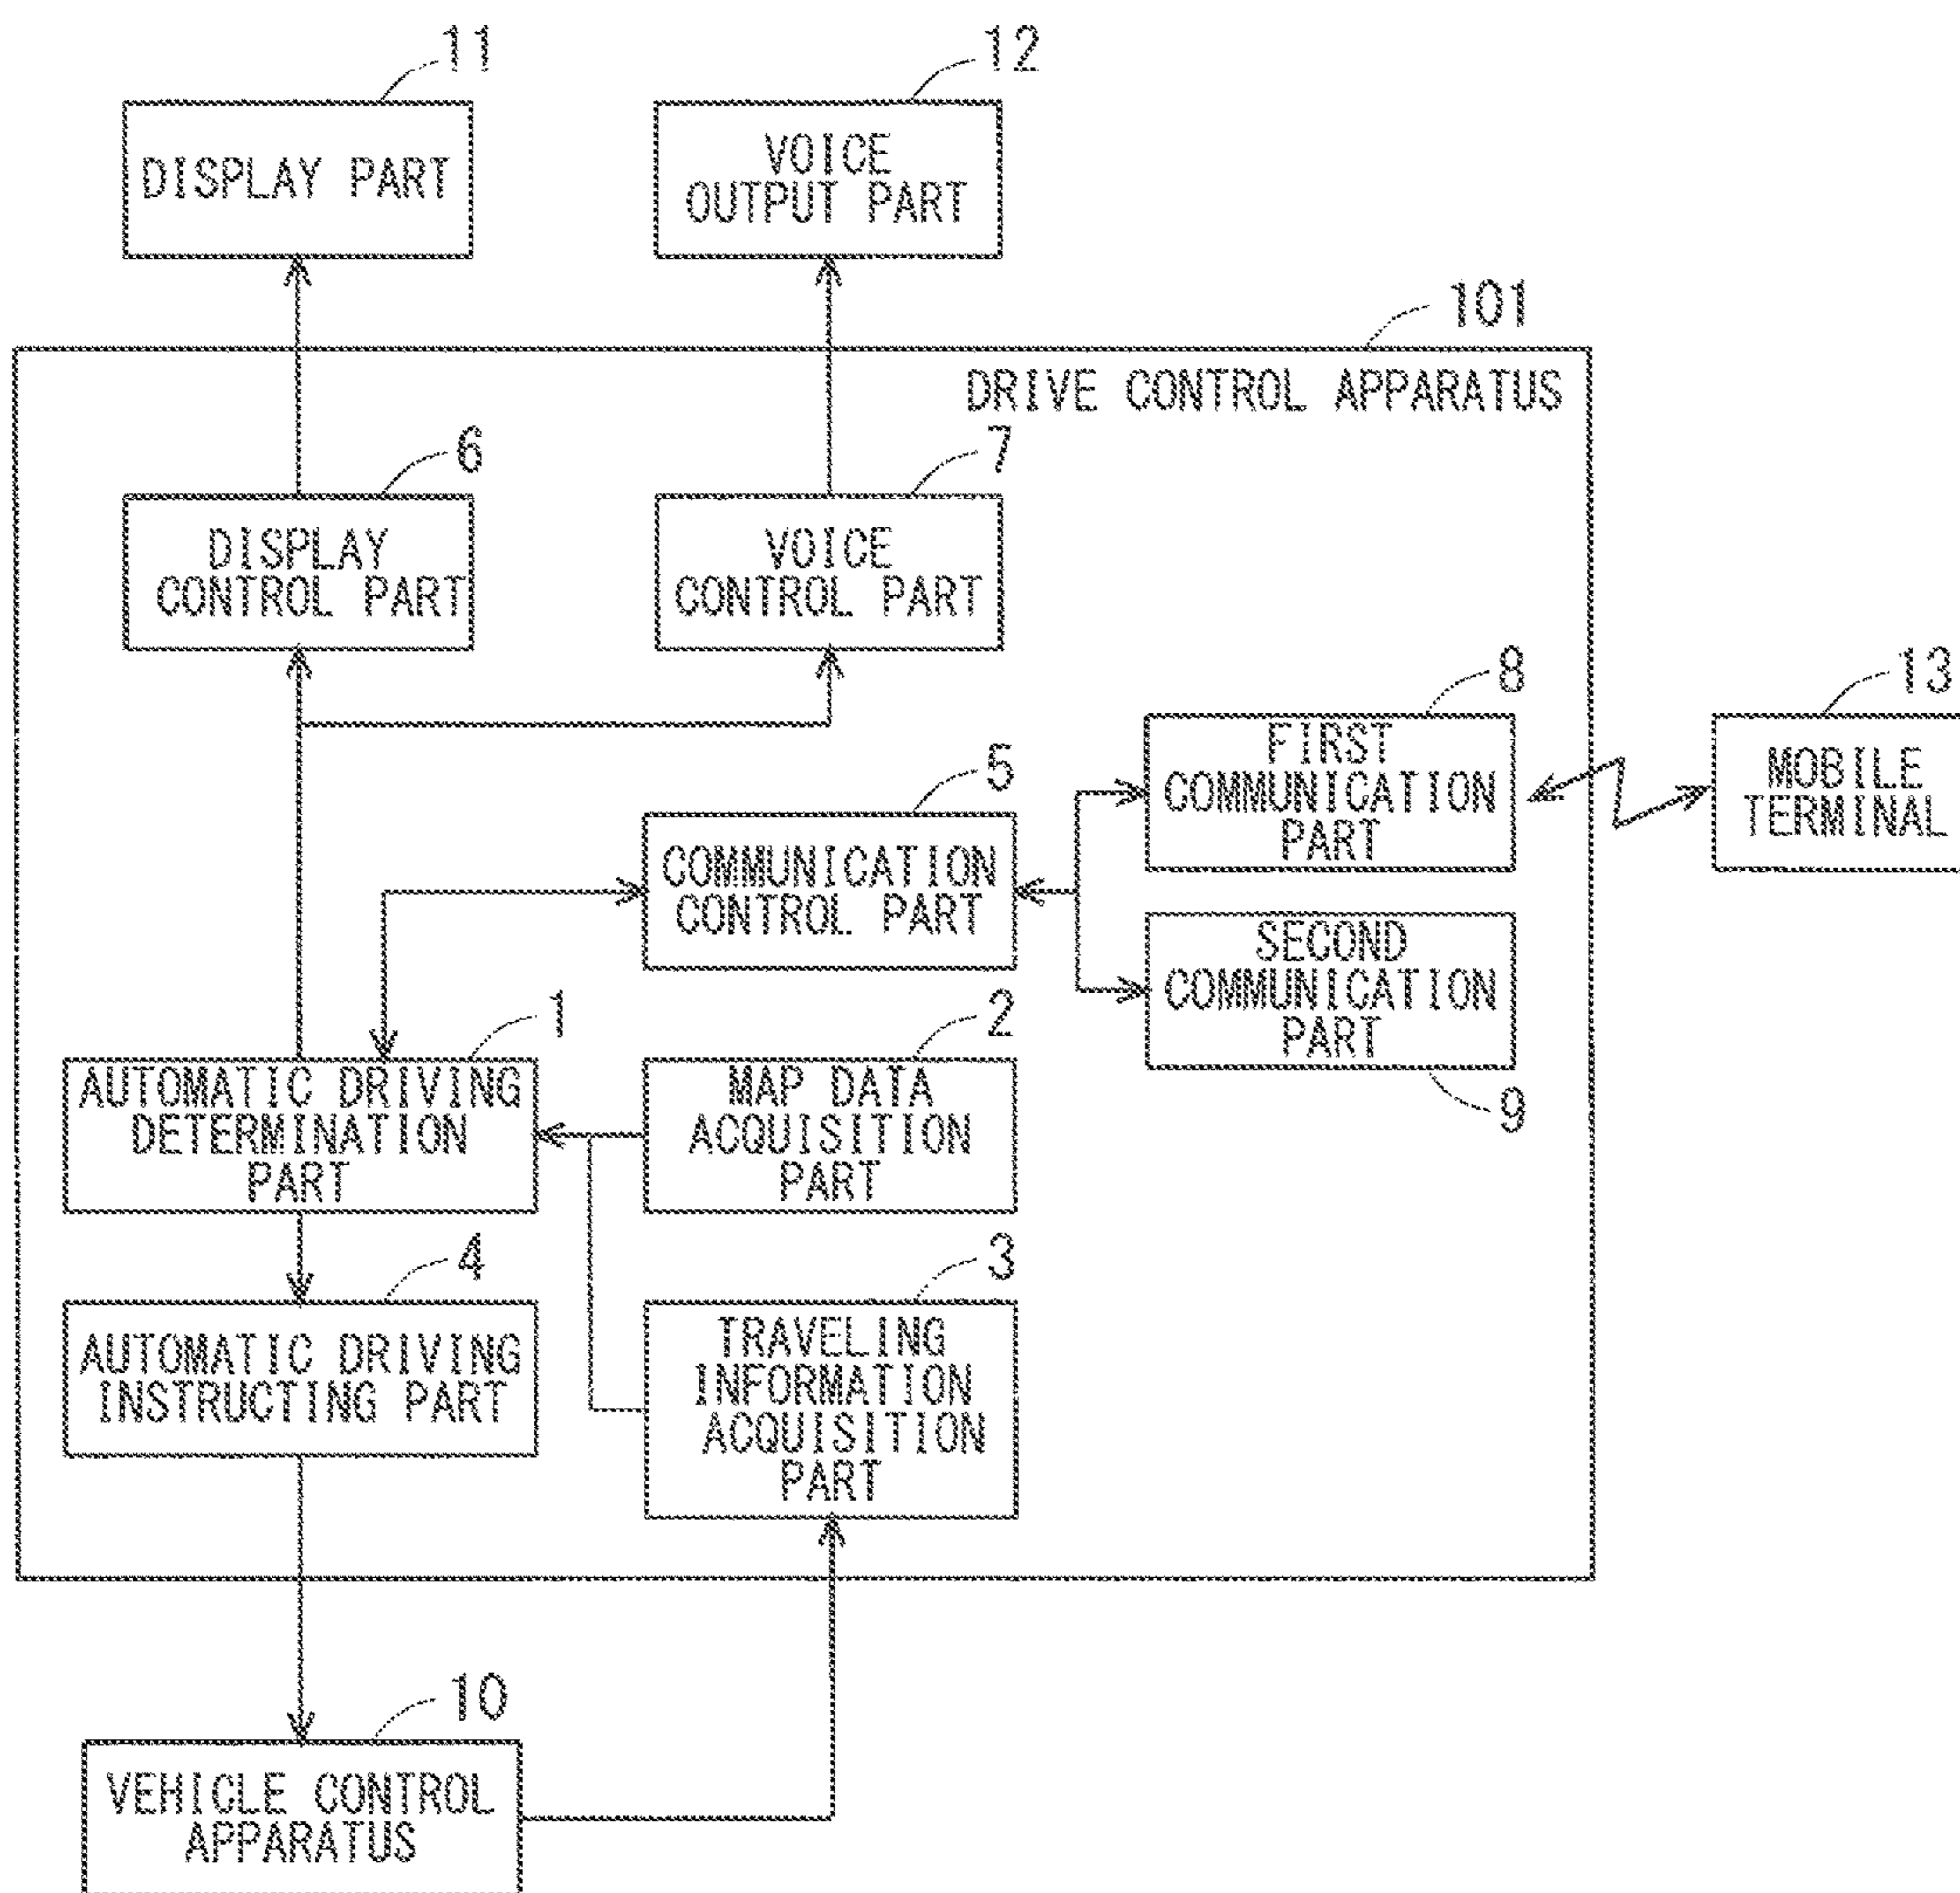 11
12
DISPLAY PART
VOICE
OUTPUT PART
101
DRIVE CONTROL APPARATUS
6
7
DISPLAY
CONTROL PART
VOICE
CONTROL PART
8
13
FIRST
COMMUNICATION
PART
MOBILE
TERMINAL
5
COMMUNICATION
CONTROL PART
SECOND
COMMUNICATION
PART
9
1
2
AUTOMATIC DRIVING
DETERMINATION
PART
MAP DATA
ACQUISITION
PART
4
3
AUTOMATIC DRIVING
INSTRUCTING PART
TRAVELING
INFORMATION
ACQUISITION
PART
10
VEHICLE CONTROL
APPARATUS